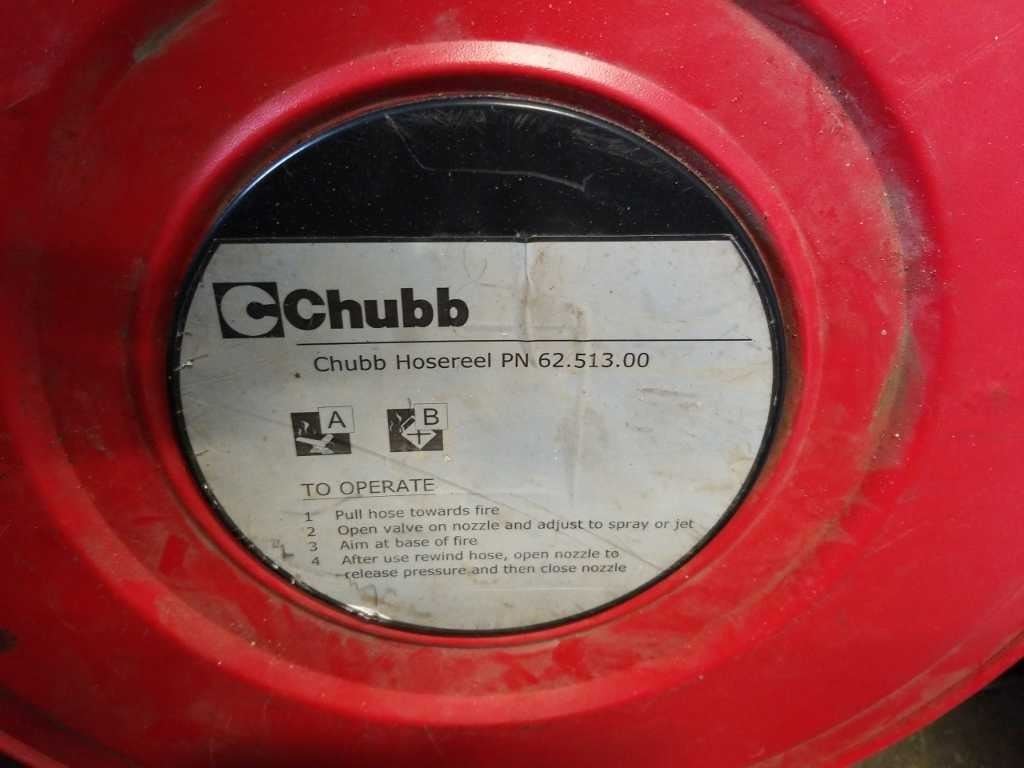 C Chubb
Chubb Hosereel PN 62.513.00
A B
TO OPERATE
1 Pull hose towards fire
2 Open valve on nozzle and adjust to spray or jet
3 Aim at base of fire
4 After use rewind hose, open nozzle to
release pressure and then close nozzle